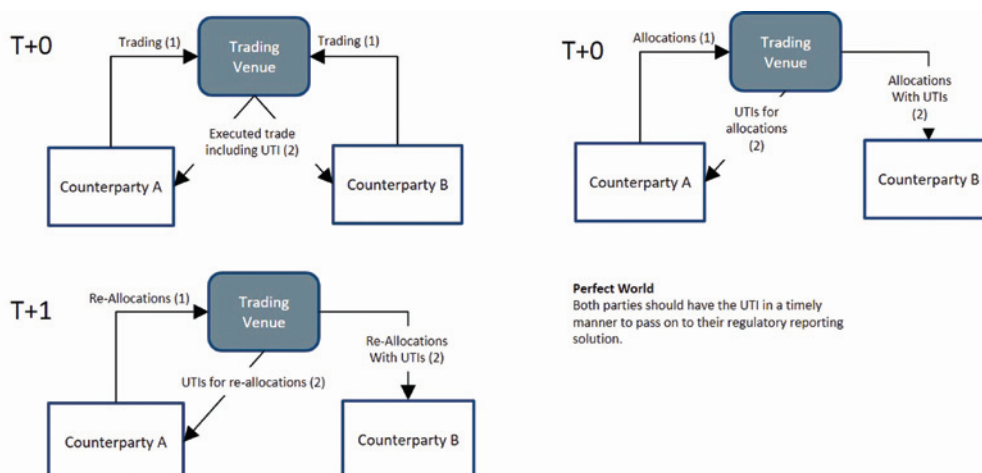 T+0
Trading (1)
Trading
Venue
Trading (1)
Executed trade
including UTI (2)
Counterparty A
Counterparty B
T+0
Allocations (1)
Trading
Venue
UTIs for
allocations
(2)
Allocations
With UTIs
(2)
Counterparty A
Counterparty B
T+1
Re-Allocations (1)
Trading
Venue
UTIs for re-allocations (2)
Re-Allocations
With UTIs (2)
Counterparty A
Counterparty B
Perfect World
Both parties should have the UTI in a timely
manner to pass on to their regulatory reporting
solution.